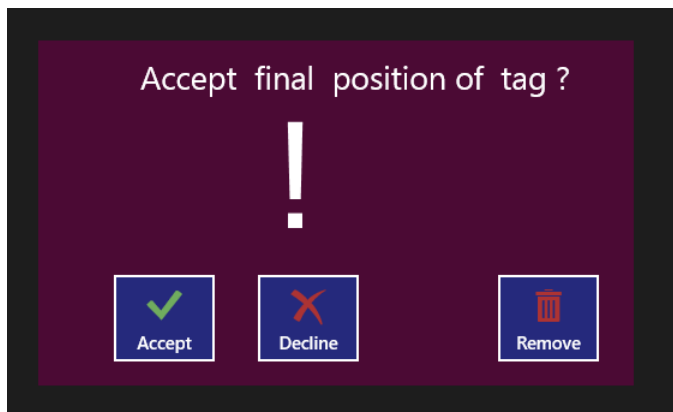 Accept final position of tag ?
!
Accept Decline Remove